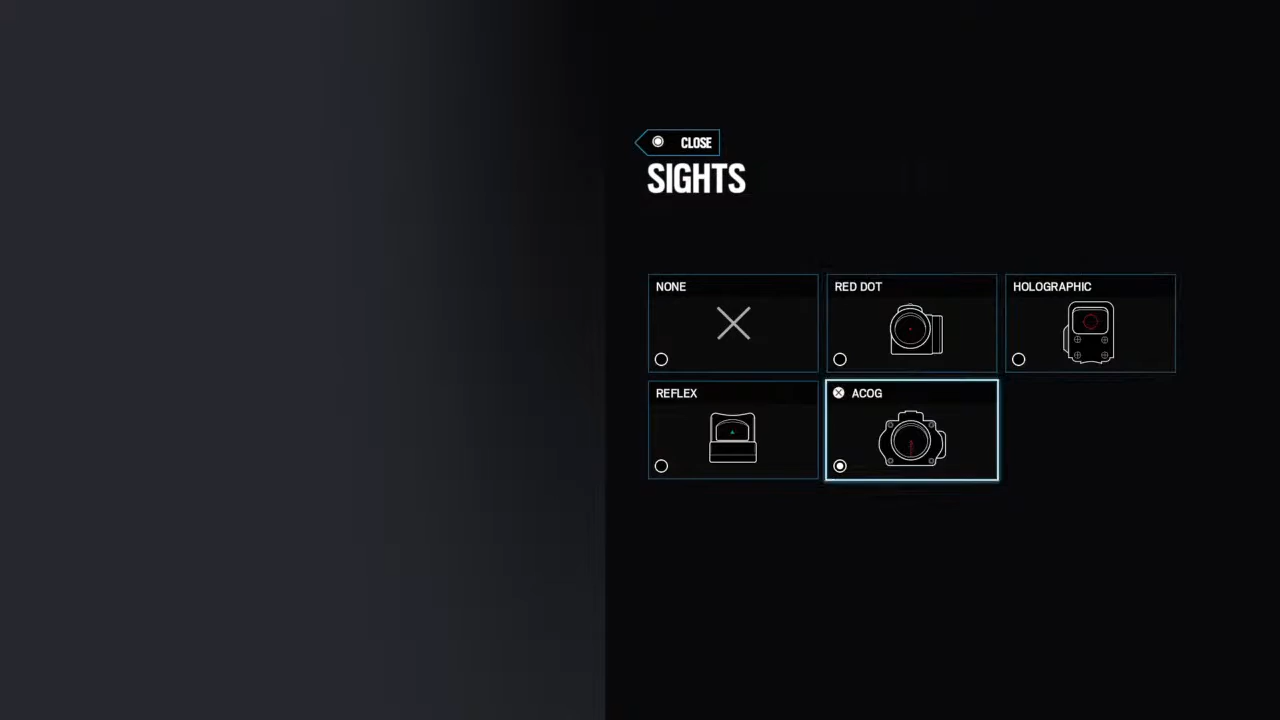 CLOSE
SIGHTS
NONE
RED DOT
HOLOGRAPHIC
REFLEX
ACOG